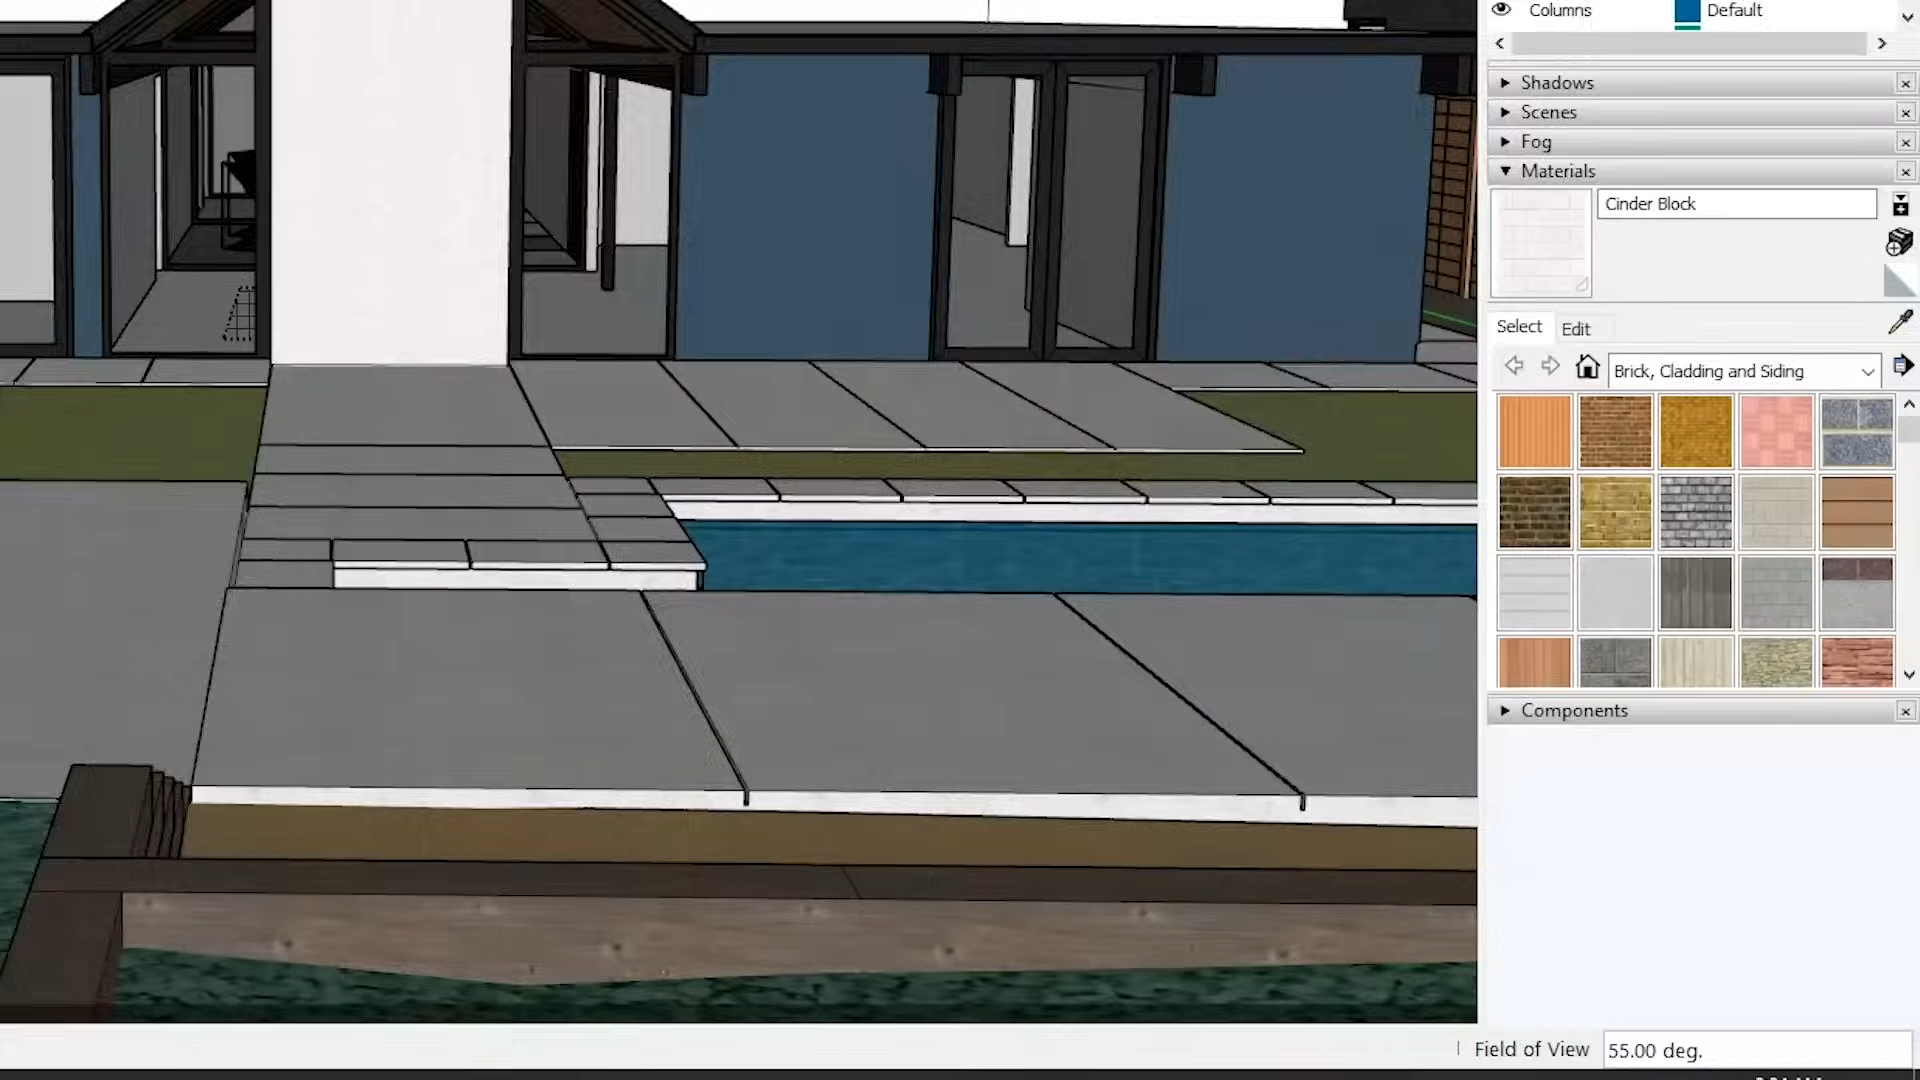 Columns
Default
Shadows
Scenes
Fog
Materials
Cinder Block
Select
Edit
Brick, Cladding and Siding
Components
Field of View
55.00 deg.